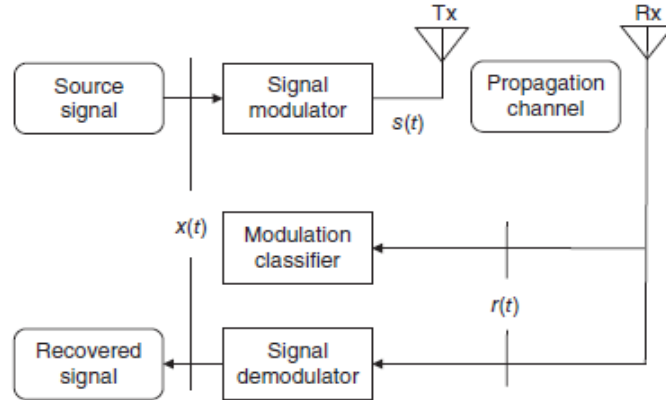 Tx
Rx
Source
signal
Signal
modulator
Propagation
channel
s(t)
x(t)
Modulation
classifier
r(t)
Recovered
signal
Signal
demodulator